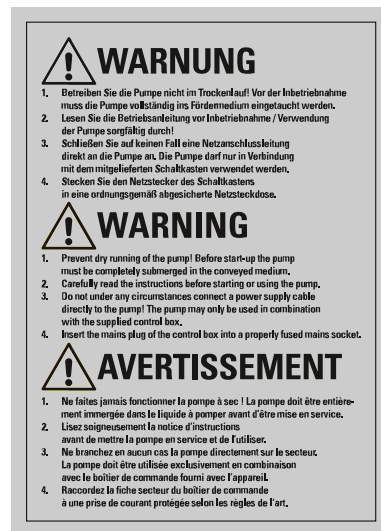 WARNUNG
1. Betreiben Sie die Pumpe nicht im Trockenlauf! Vor der Inbetriebnahme
muss die Pumpe vollständig ins Fördermedium eingetaucht werden.
2. Lesen Sie die Betriebsanleitung vor Inbetriebnahme / Verwendung
der Pumpe sorgfältig durch!
3. Schließen Sie auf keinen Fall eine Netzanschlussleitung
direkt an die Pumpe an. Die Pumpe darf nur in Verbindung
mit dem mitgelieferten Schaltkasten verwendet werden.
4. Stecken Sie den Netzstecker des Schaltkastens
in eine ordnungsgemäß abgesicherte Netzsteckdose.
WARNING
1. Prevent dry running of the pump! Before start-up the pump
must be completely submerged in the conveyed medium.
2. Carefully read the instructions before starting or using the pump.
3. Do not under any circumstances connect a power supply cable
directly to the pump! The pump may only be used in combination
with the supplied control box.
4. Insert the mains plug of the control box into a properly fused mains socket.
AVERTISSEMENT
1. Ne faites jamais fonctionner la pompe à sec ! La pompe doit être entière-
ment immergée dans le liquide à pomper avant d'être mise en service.
2. Lisez soigneusement la notice d'instructions
avant de mettre la pompe en service et de l'utiliser.
3. Ne branchez en aucun cas la pompe directement sur le secteur.
La pompe doit être utilisée exclusivement en combinaison
avec le boîtier de commande fourni avec l'appareil.
4. Raccordez la fiche secteur du boîtier de commande
à une prise de courant protégée selon les règles de l'art.